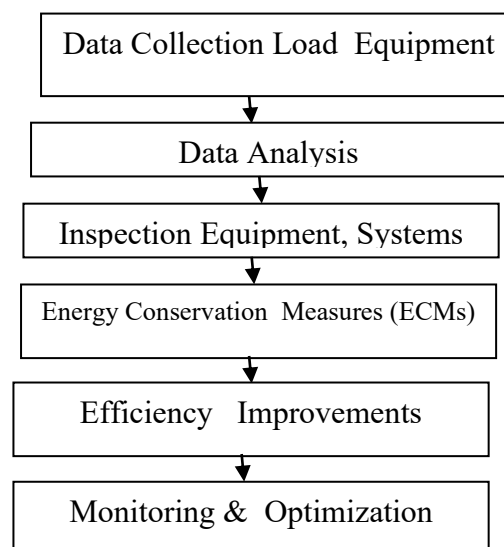 Data Collection Load Equipment
Data Analysis
Inspection Equipment, Systems
Energy Conservation Measures (ECMs)
Efficiency Improvements
Monitoring & Optimization